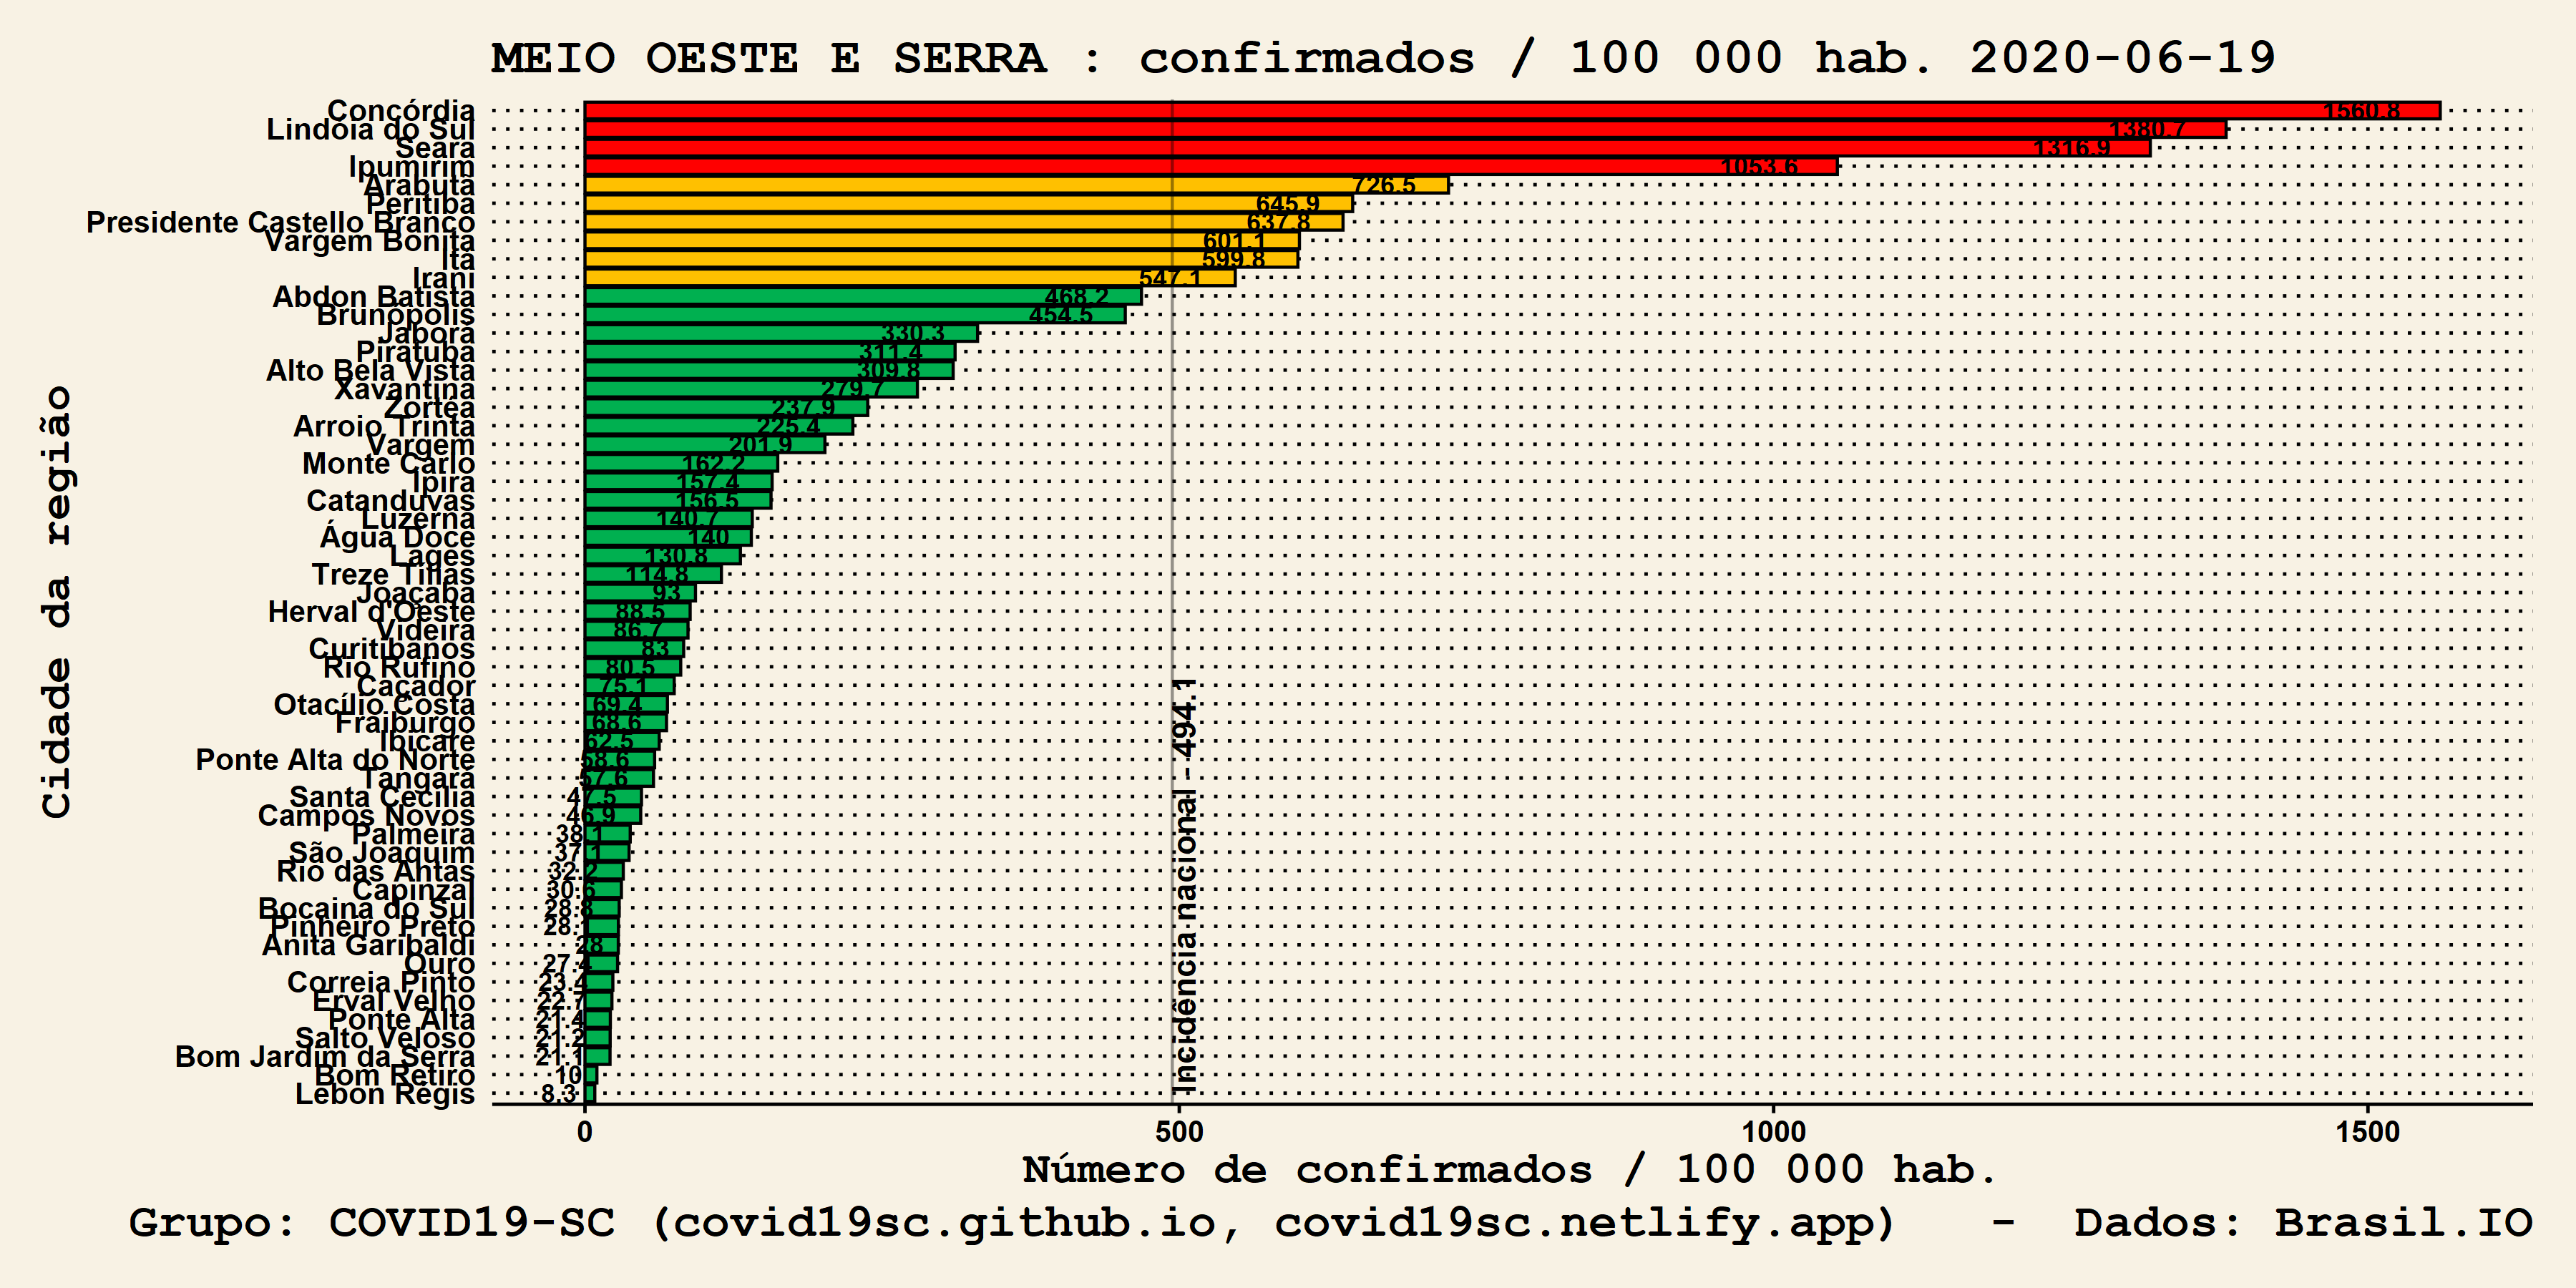 MEIO OESTE E SERRA : confirmados / 100 000 hab. 2020-06-19
Cidade da região
Concórdia 1560.8
Lindóia do Sul 1380.7
Seara 1316.9
Ipumirim 1053.6
Arabutã 726.5
Peritiba 645.9
Presidente Castello Branco 637.8
Vargem Bonita 601.1
Itá 599.8
Irani 547.1
Abdon Batista 468.2
Brunópolis 454.5
Jaborá 330.3
Piratuba 311.4
Alto Bela Vista 309.8
Xavantina 279.7
Zortéa 237.9
Arroio Trinta 225.4
Vargem 201.9
Monte Carlo 162.2
Ipira 157.4
Catanduvas 156.5
Luzerna 140.7
Água Doce 140
Lages 130.8
Treze Tílias 114.8
Joaçaba 93
Herval d'Oeste 88.5
Videira 86.7
Curitibanos 83
Rio Rufino 80.5
Caçador 75.1
Otacílio Costa 69.4
Fraiburgo 68.6
Ibicaré 62.5
Ponte Alta do Norte 58.6
Tangará 57.6
Santa Cecília 47.5
Campos Novos 46.9
Palmeira 38.1
São Joaquim 37.1
Rio das Antas 32.2
Capinzal 30.6
Bocaina do Sul 28.8
Pinheiro Preto
Anita Garibaldi 28
Ouro 27.4
Correia Pinto 23.4
Erval Velho 22.7
Ponte Alta 21.4
Salto Veloso 21.2
Bom Jardim da Serra 21.1
Bom Retiro 10
Lebon Régis 8.3
Incidência nacional - 494.1
0 500 1000 1500
Número de confirmados / 100 000 hab.
Grupo: COVID19-SC (covid19sc.github.io, covid19sc.netlify.app) - Dados: Brasil.IO